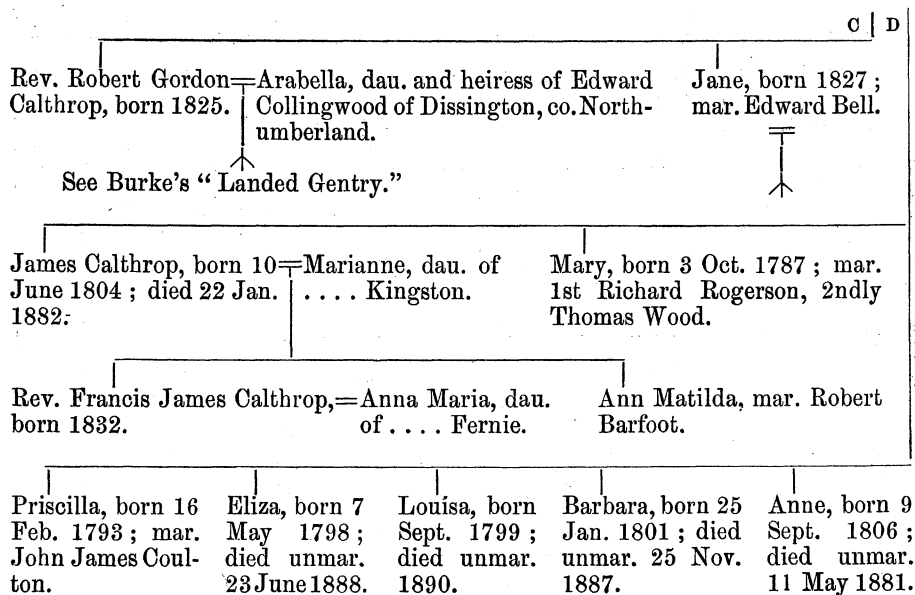 C | D
Rev. Robert Gordon=Arabella, dau. and heiress of Edward
Calthrop, born 1825. Collingwood of Dissington, co. North-
umberland.
Jane, born 1827 ;
mar. Edward Bell.
See Burke's “ Landed Gentry.”
James Calthrop, born 10=Marianne, dau. of
June 1804 ; died 22 Jan. . . . . Kingston.
1882.
Mary, born 3 Oct. 1787 ; mar.
1st Richard Rogerson, 2ndly
Thomas Wood.
Rev. Francis James Calthrop,=Anna Maria, dau.
born 1832. of . . . . Fernie.
Ann Matilda, mar. Robert
Barfoot.
Priscilla, born 16
Feb. 1793 ; mar.
John James Coul-
ton.
Eliza, born 7
May 1798 ;
died unmar.
23 June 1888.
Louisa, born
Sept. 1799 ;
died unmar.
1890.
Barbara, born 25
Jan. 1801 ; died
unmar. 25 Nov.
1887.
Anne, born 9
Sept. 1806 ;
died unmar.
11 May 1881.